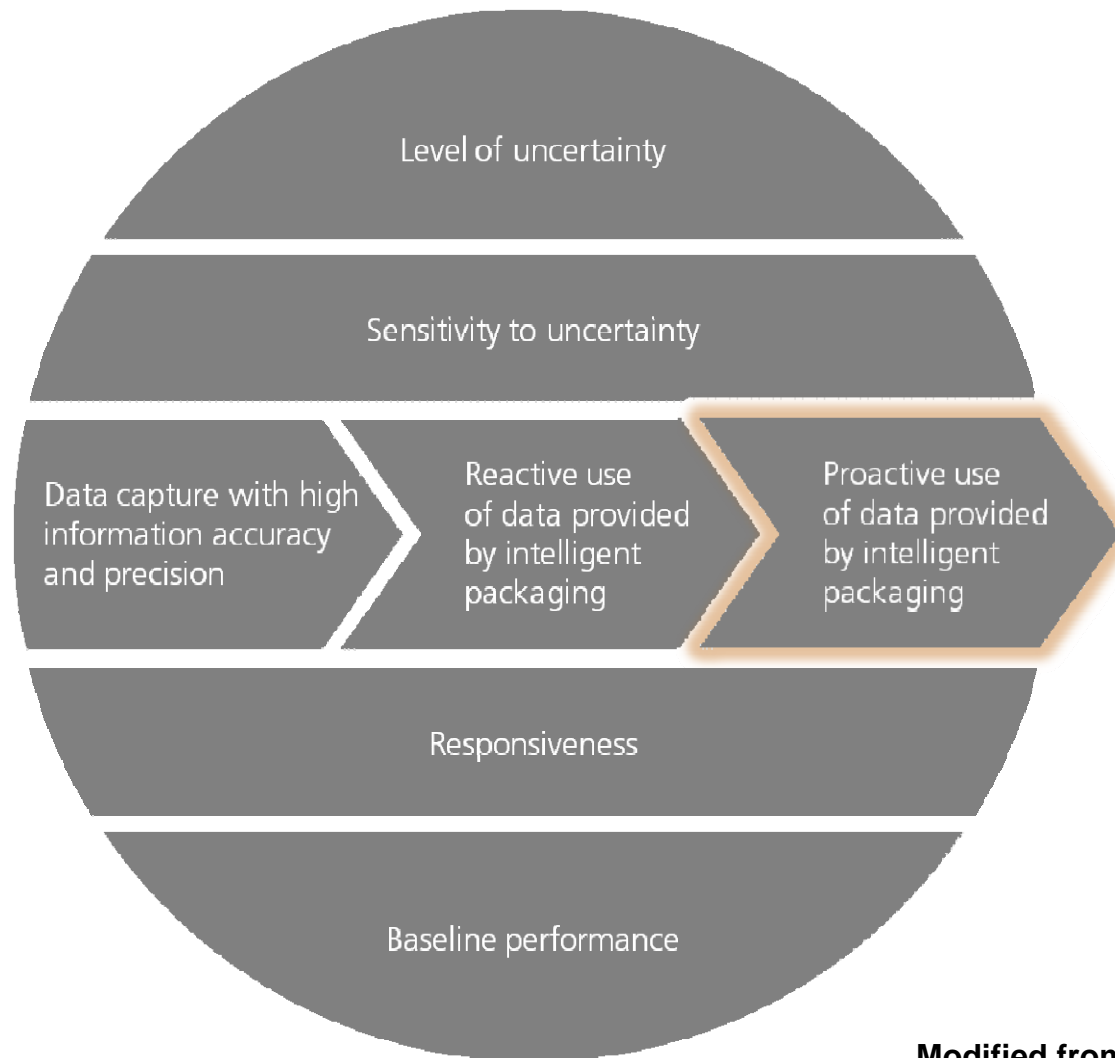 Level of uncertainty
Sensitivity to uncertainty
Data capture with high
information accuracy
and precision
Reactive use
of data provided
by intelligent
packaging
Proactive use
of data provided
by intelligent
packaging
Responsiveness
Baseline performance
Modified from